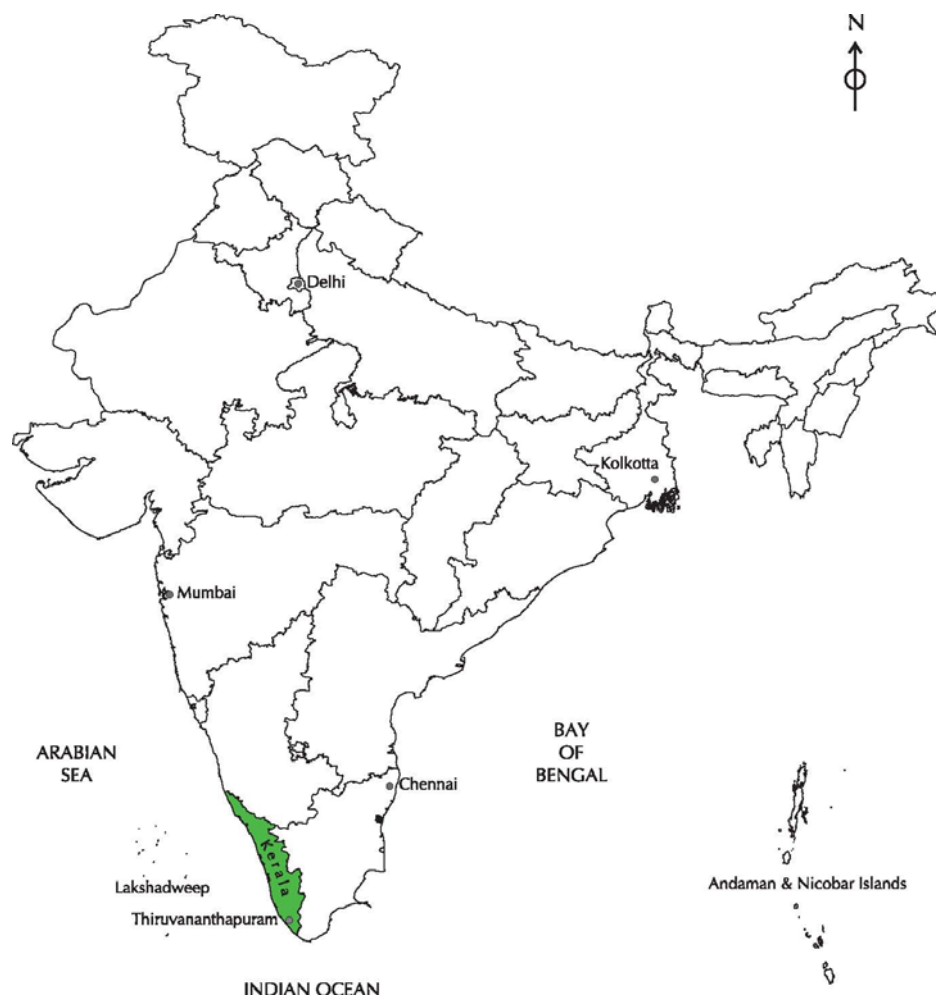 N
Delhi
Kolkotta
Mumbai
ARABIAN
SEA
BAY
OF
BENGAL
Chennai
Kerala
Lakshadweep
Andaman & Nicobar Islands
Thiruvananthapuram
INDIAN OCEAN